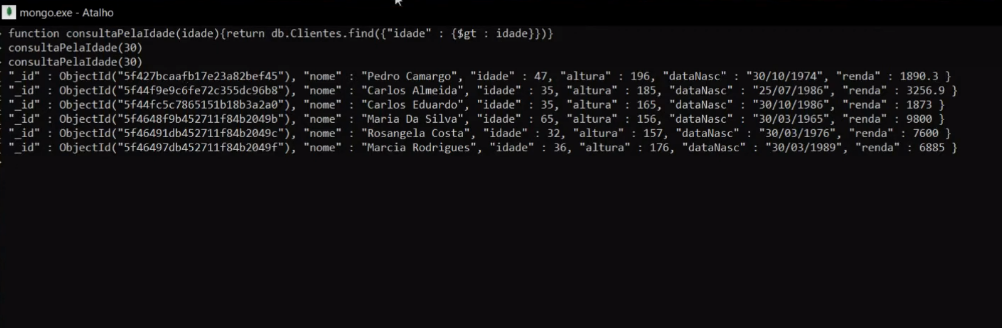 mongo.exe - Atalho
function consultaPelaIdade(idade){return db.Clientes.find({"idade" : {$gt : idade}})}
consultaPelaIdade(30)
consultaPelaIdade(30)
"_id" : ObjectId("5f427bcaafb17e23a82bef45"), "nome" : "Pedro Camargo", "idade" : 47, "altura" : 196, "dataNasc" : "30/10/1974", "renda" : 1890.3 }
"_id" : ObjectId("5f44f9e9c6fe72c355dc96b8"), "nome" : "Carlos Almeida", "idade" : 35, "altura" : 185, "dataNasc" : "25/07/1986", "renda" : 3256.9 }
"_id" : ObjectId("5f44fc5c7865151b18b3a2a0"), "nome" : "Carlos Eduardo", "idade" : 35, "altura" : 165, "dataNasc" : "30/10/1986", "renda" : 1873 }
"_id" : ObjectId("5f4648f9b452711f84b2049b"), "nome" : "Maria Da Silva", "idade" : 65, "altura" : 156, "dataNasc" : "30/03/1965", "renda" : 9800 }
"_id" : ObjectId("5f46491db452711f84b2049c"), "nome" : "Rosangela Costa", "idade" : 32, "altura" : 157, "dataNasc" : "30/03/1976", "renda" : 7600 }
"_id" : ObjectId("5f46497db452711f84b2049f"), "nome" : "Marcia Rodrigues", "idade" : 36, "altura" : 176, "dataNasc" : "30/03/1989", "renda" : 6885 }